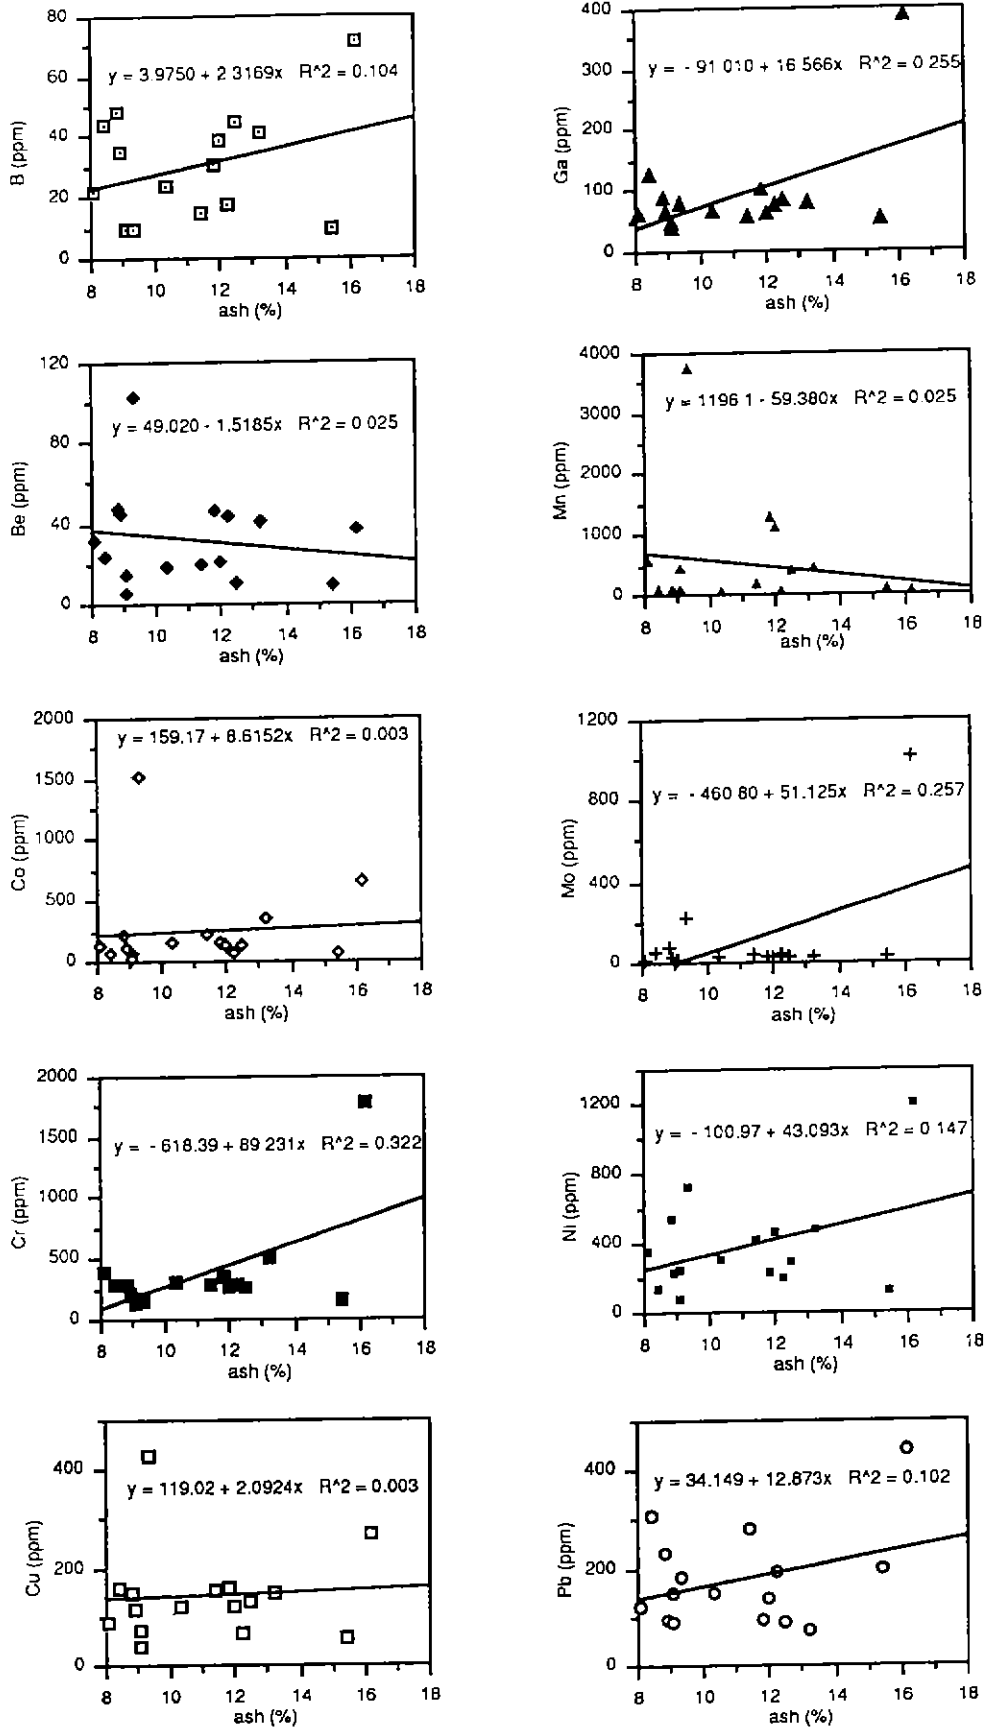 B (ppm)
80
60
40
20
0
y = 3.9750 + 2 3169x R^2 = 0.104
8 10 12 14 16 18
ash (%)
Ga (ppm)
400
300
200
100
0
y = - 91 010 + 16 566x R^2 = 0.255
8 10 12 14 16 18
ash (%)
Be (ppm)
120
80
40
0
y = 49.020 - 1.5185x R^2 = 0 025
8 10 12 14 16 18
ash (%)
Mn (ppm)
4000
3000
2000
1000
0
y = 1196 1 - 59.380x R^2 = 0.025
8 10 12 14 16 18
ash (%)
Co (ppm)
2000
1500
1000
500
0
y = 159.17 + 8.6152x R^2 = 0.003
8 10 12 14 16 18
ash (%)
Mo (ppm)
1200
800
400
0
y = - 460 80 + 51.125x R^2 = 0.257
8 10 12 14 16 18
ash (%)
Cr (ppm)
2000
1500
1000
500
0
y = - 618.39 + 89 231x R^2 = 0.322
8 10 12 14 16 18
ash (%)
Ni (ppm)
1200
800
400
0
y = - 100.97 + 43.093x R^2 = 0 147
8 10 12 14 16 18
ash (%)
Cu (ppm)
400
200
0
y = 119.02 + 2.0924x R^2 = 0.003
8 10 12 14 16 18
ash (%)
Pb (ppm)
400
200
0
y = 34.149 + 12.873x R^2 = 0.102
8 10 12 14 16 18
ash (%)